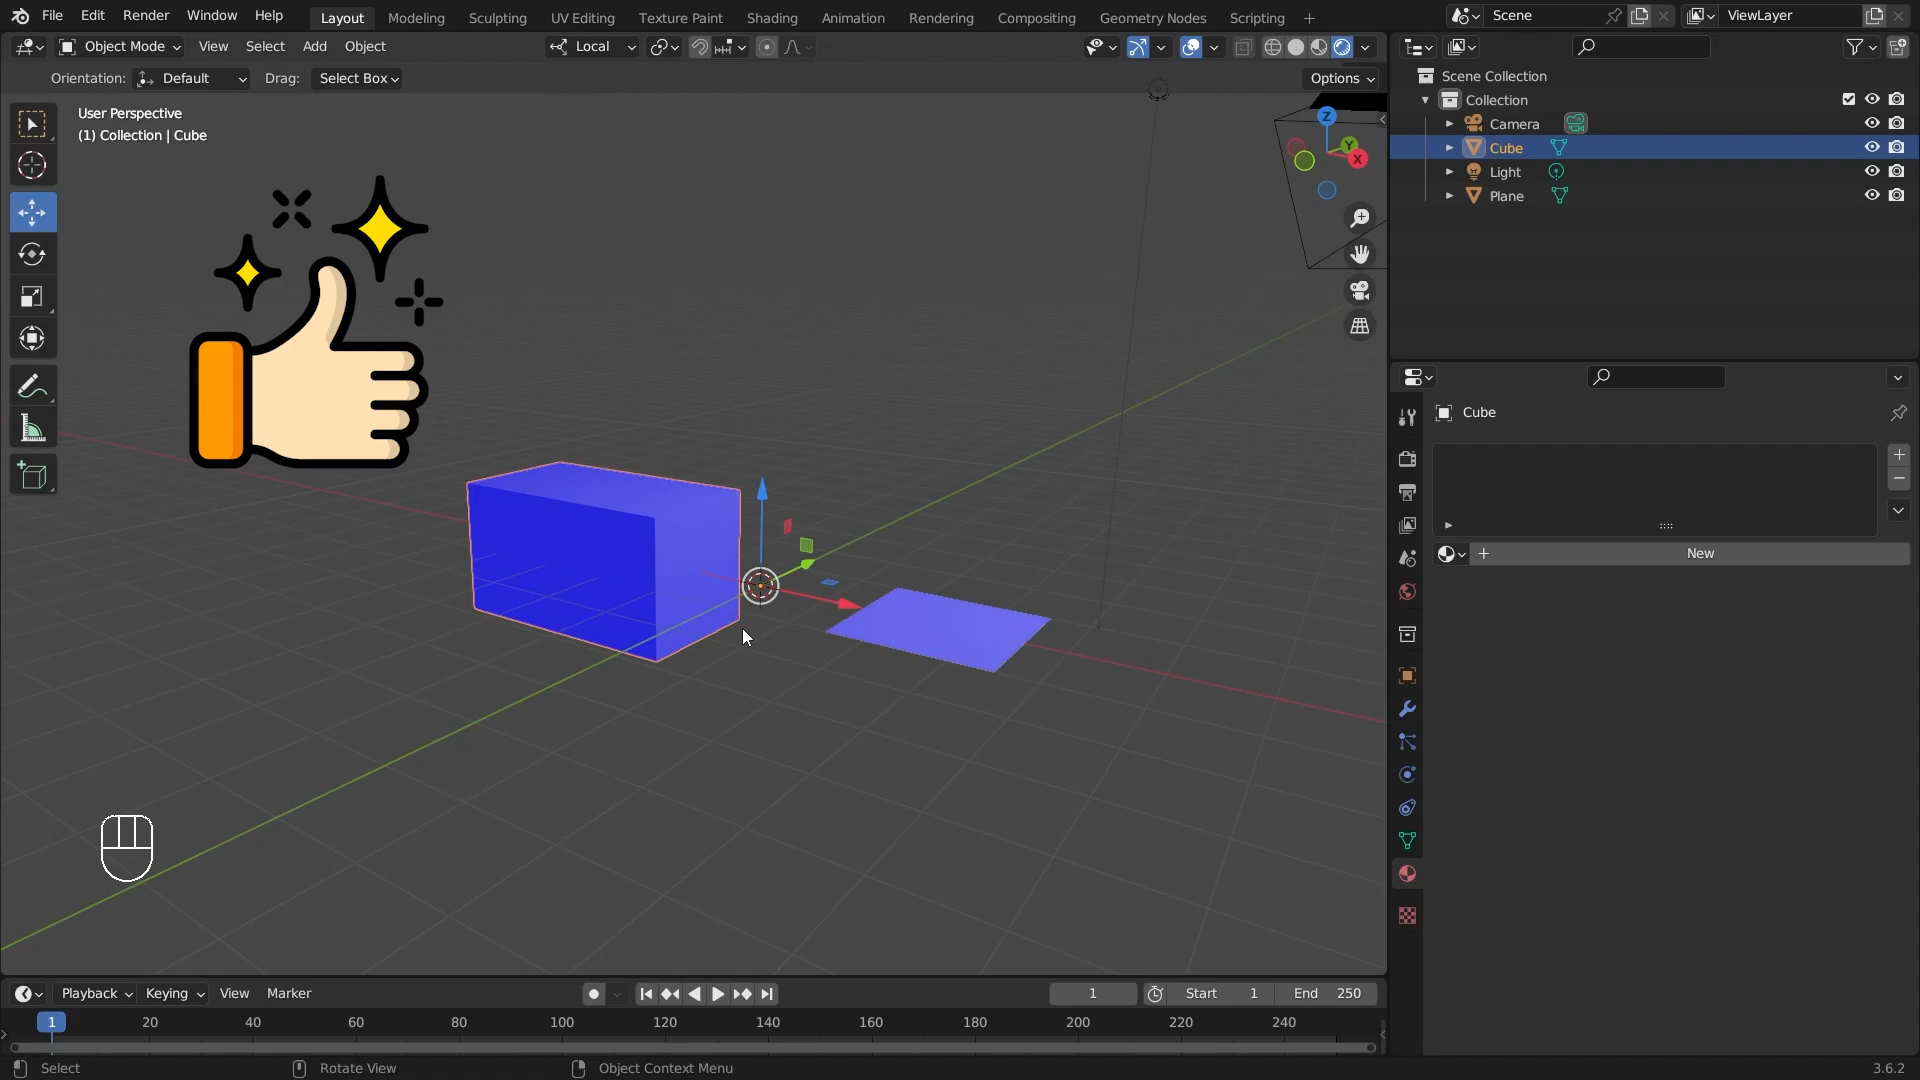 File Edit Render Window Help Layout Modeling Sculpting UV Editing Texture Paint Shading Animation Rendering Compositing Geometry Nodes Scripting + Scene ViewLayer
Object Mode View Select Add Object Local
Orientation: Default Drag: Select Box Options
User Perspective
(1) Collection | Cube
Z
Y
X
Scene Collection
Collection
Camera
Cube
Light
Plane
Cube
New
Playback Keying View Marker 1 Start 1 End 250
1 20 40 60 80 100 120 140 160 180 200 220 240
Select Rotate View Object Context Menu 3.6.2